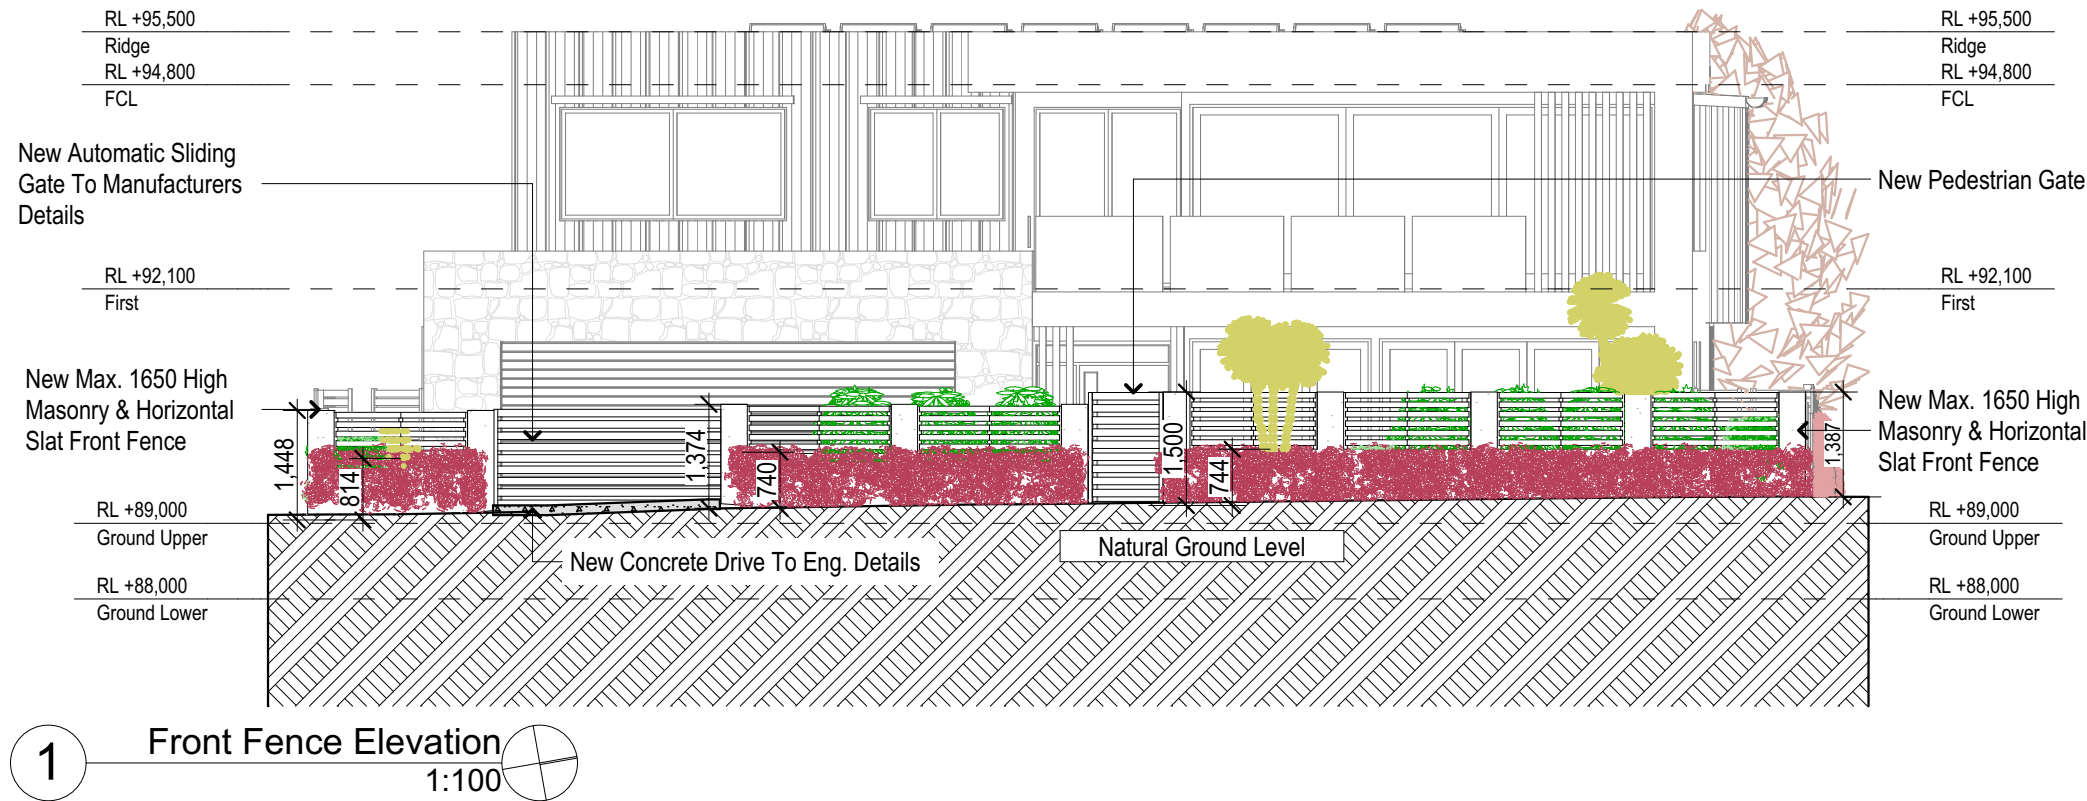 RL +95,500
Ridge
RL +94,800
FCL
New Automatic Sliding
Gate To Manufacturers
Details
RL +92,100
First
New Max. 1650 High
Masonry & Horizontal
Slat Front Fence
RL +89,000
Ground Upper
RL +88,000
Ground Lower
1,448
814
1,374
740
1,500
744
1,387
New Concrete Drive To Eng. Details
Natural Ground Level
RL +95,500
Ridge
RL +94,800
FCL
New Pedestrian Gate
RL +92,100
First
New Max. 1650 High
Masonry & Horizontal
Slat Front Fence
RL +89,000
Ground Upper
RL +88,000
Ground Lower
1
Front Fence Elevation
1:100